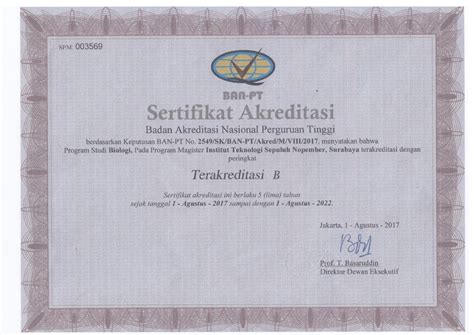 SPM: 003569
BAN-PT
Sertifikat Akreditasi
Badan Akreditasi Nasional Perguruan Tinggi
berdasarkan Keputusan BAN-PT No. 2549/SK/BAN-PT/Akred/M/VIII/2017, menyatakan bahwa
Program Studi Biologi, Pada Program Magister Institut Teknologi Sepuluh Nopember, Surabaya terakreditasi dengan
peringkat
Terakreditasi B
Sertifikat akreditasi ini berlaku 5 (lima) tahun
sejak tanggal 1 - Agustus - 2017 sampai dengan 1 - Agustus - 2022.
Jakarta, 1 - Agustus - 2017
Prof. T. Basaruddin
Direktur Dewan Eksekutif